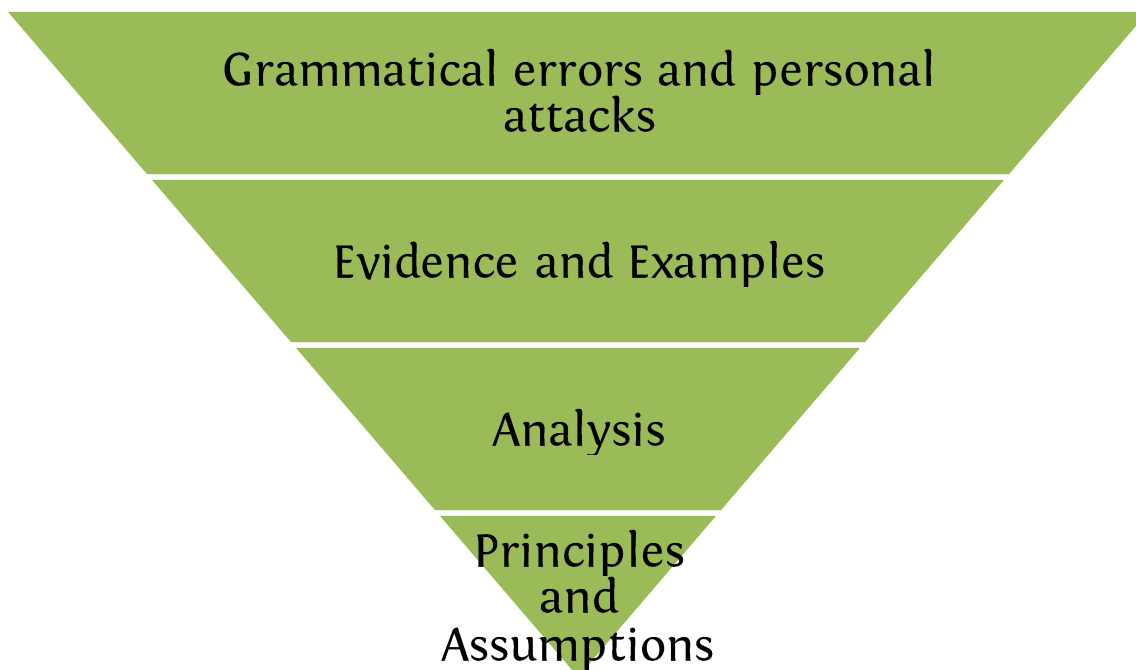 Grammatical errors and personal
attacks
Evidence and Examples
Analysis
Principles
and
Assumptions